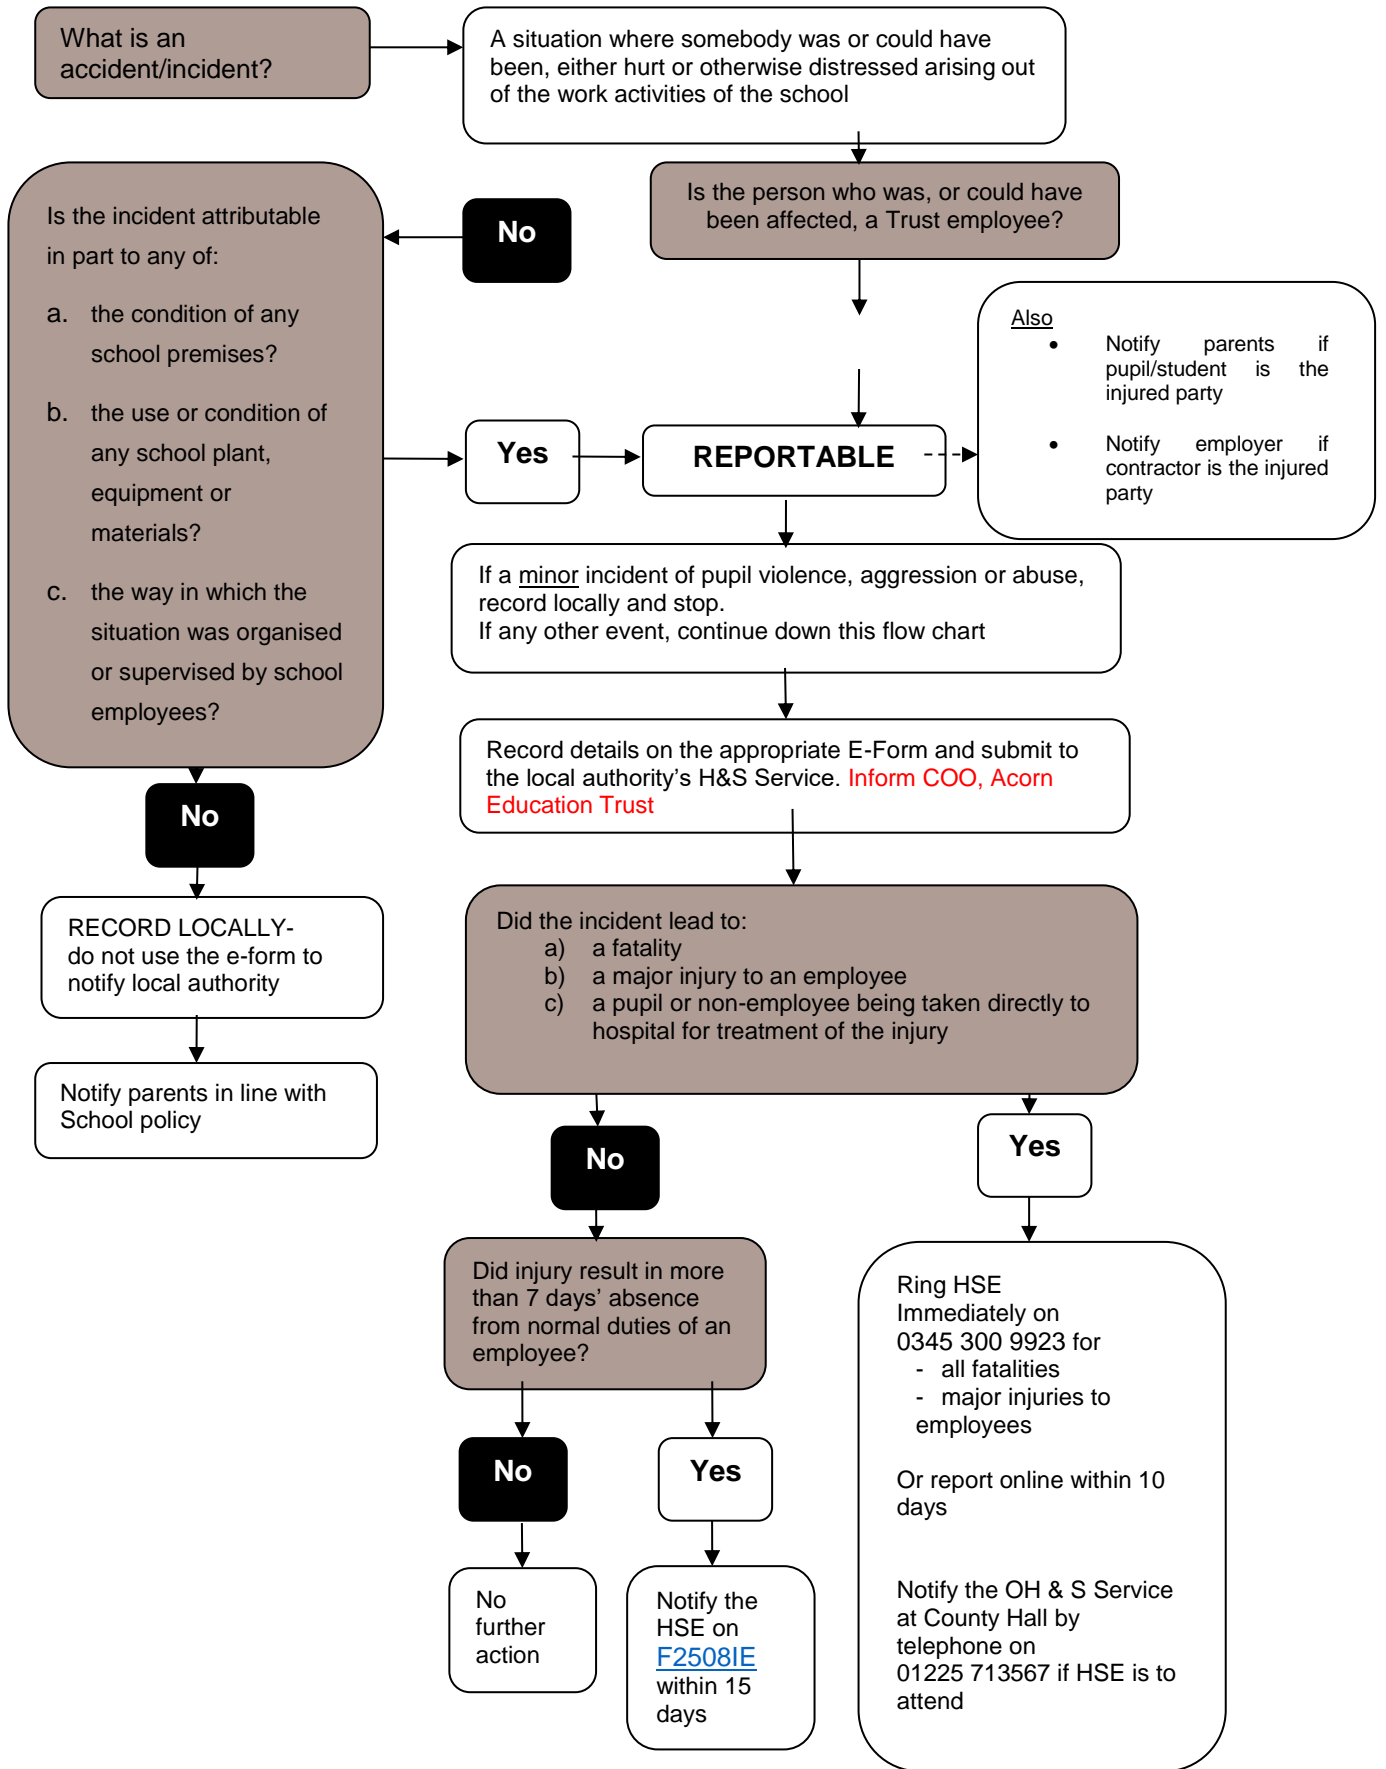 What is an
accident/incident?
A situation where somebody was or could have
been, either hurt or otherwise distressed arising out
of the work activities of the school
Is the person who was, or could have
been affected, a Trust employee?
No
Is the incident attributable
in part to any of:
a. the condition of any
school premises?
b. the use or condition of
any school plant,
equipment or
materials?
c. the way in which the
situation was organised
or supervised by school
employees?
Yes
REPORTABLE
Also
• Notify parents if
pupil/student is the
injured party
• Notify employer if
contractor is the injured
party
If a minor incident of pupil violence, aggression or abuse,
record locally and stop.
If any other event, continue down this flow chart
Record details on the appropriate E-Form and submit to
the local authority’s H&S Service. Inform COO, Acorn
Education Trust
No
RECORD LOCALLY-
do not use the e-form to
notify local authority
Notify parents in line with
School policy
Did the incident lead to:
a) a fatality
b) a major injury to an employee
c) a pupil or non-employee being taken directly to
hospital for treatment of the injury
No
Yes
Did injury result in more
than 7 days’ absence
from normal duties of an
employee?
No
Yes
No
further
action
Notify the
HSE on
F2508IE
within 15
days
Ring HSE
Immediately on
0345 300 9923 for
- all fatalities
- major injuries to
employees
Or report online within 10
days
Notify the OH & S Service
at County Hall by
telephone on
01225 713567 if HSE is to
attend